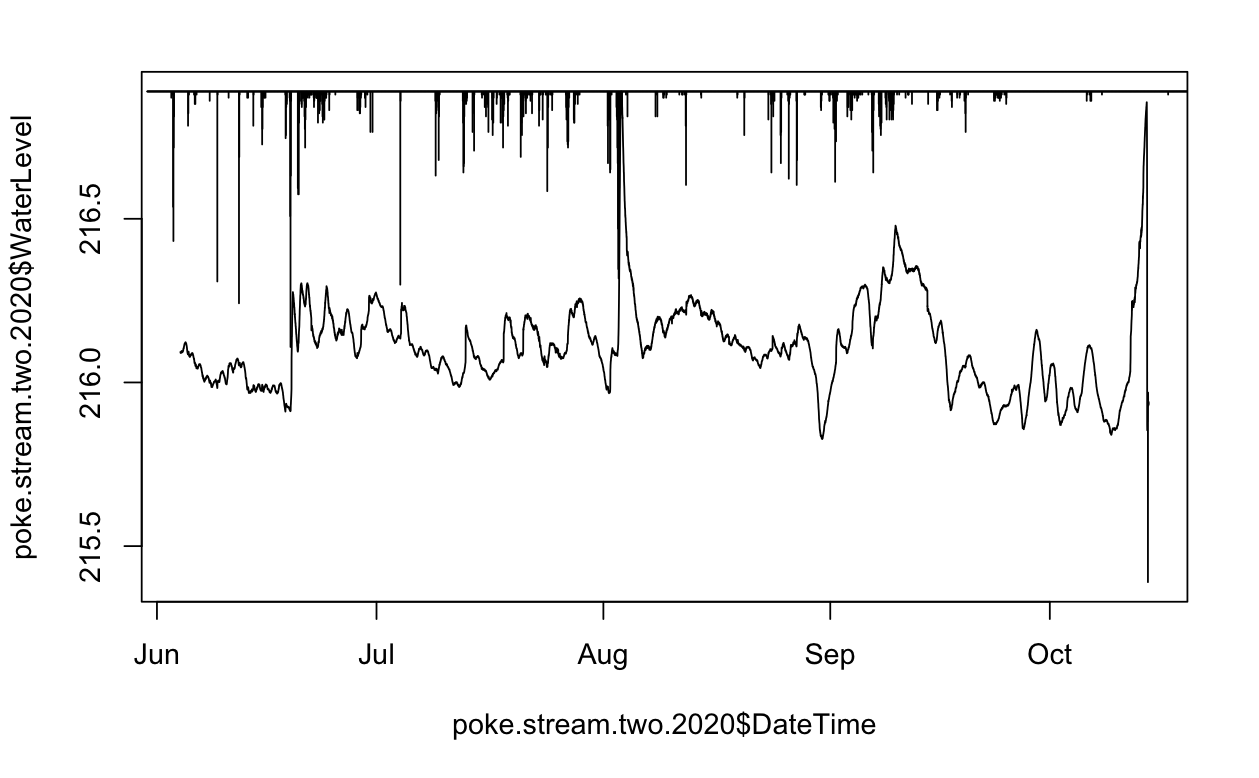 poke.stream.two.2020$WaterLevel
216.5
216.0
215.5
Jun Jul Aug Sep Oct
poke.stream.two.2020$DateTime